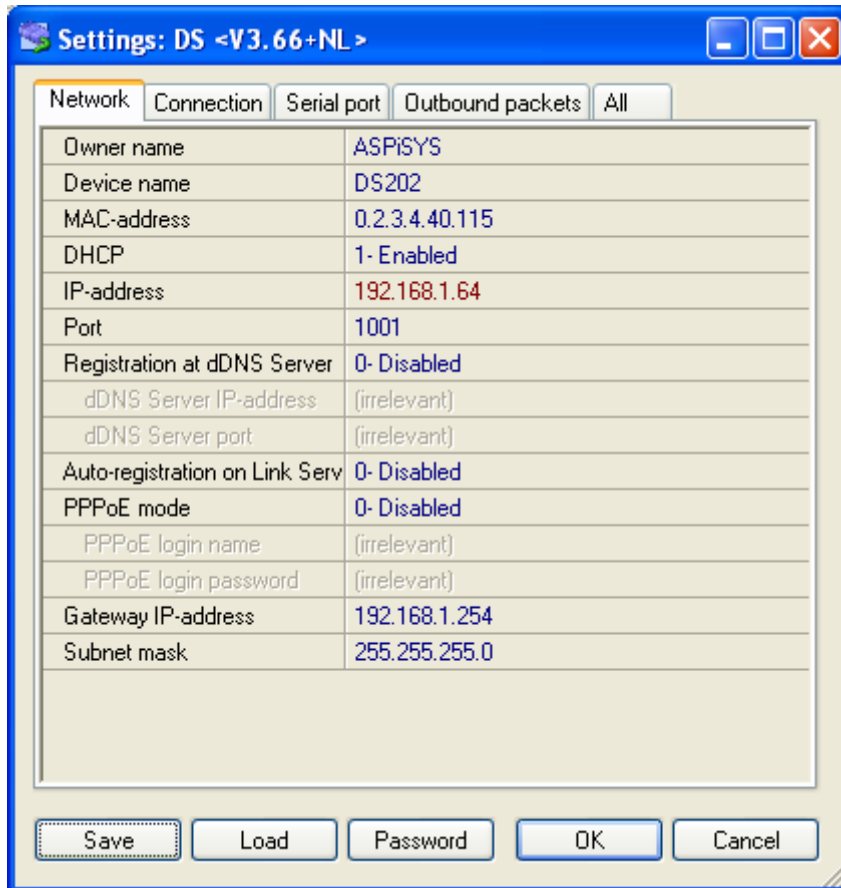 Settings: DS <V3.66+NL>
Network Connection Serial port Outbound packets All
Owner name ASPiSYS
Device name DS202
MAC-address 0.2.3.4.40.115
DHCP 1- Enabled
IP-address 192.168.1.64
Port 1001
Registration at dDNS Server 0- Disabled
dDNS Server IP-address (irrelevant)
dDNS Server port (irrelevant)
Auto-registration on Link Serv 0- Disabled
PPPoE mode 0- Disabled
PPPoE login name (irrelevant)
PPPoE login password (irrelevant)
Gateway IP-address 192.168.1.254
Subnet mask 255.255.255.0
Save Load Password OK Cancel